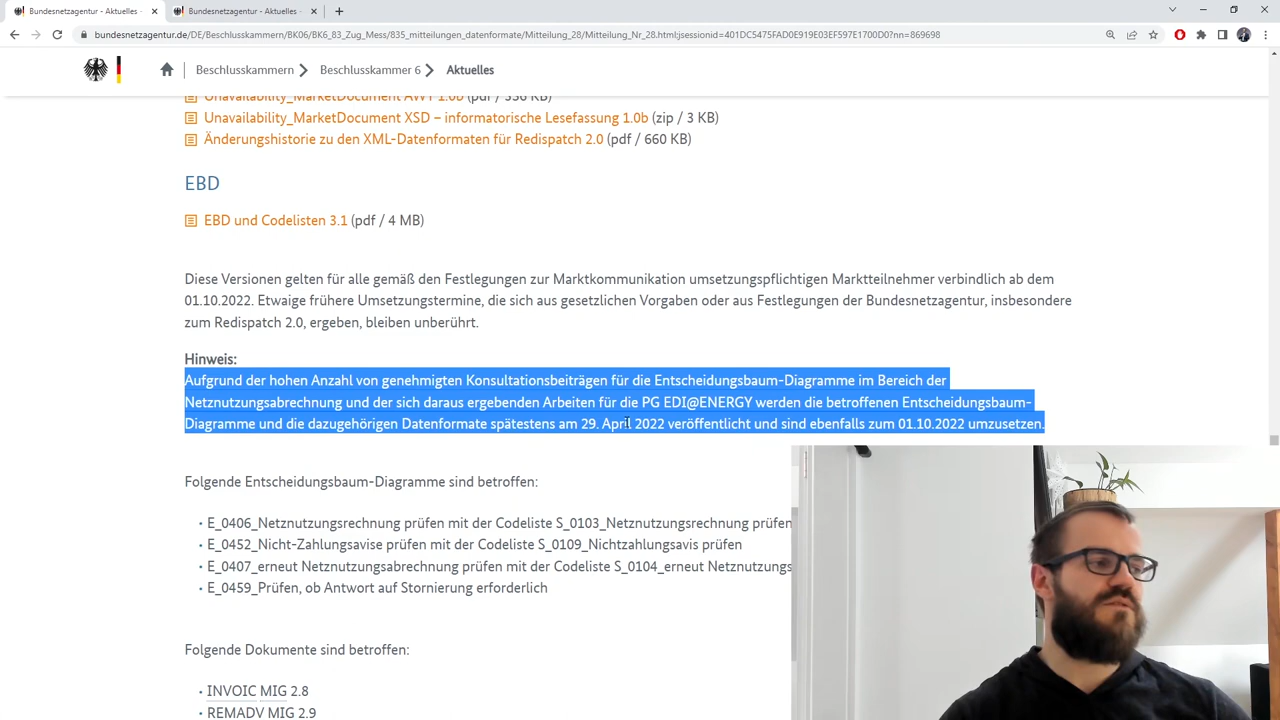 Bundesnetzagentur - Aktuelles -
Bundesnetzagentur - Aktuelles -
bundesnetzagentur.de/DE/Beschlusskammern/BK06/BK6_83_Zug_Mess/835_mitteilungen_datenformate/Mitteilung_28/Mitteilung_Nr_28.html;jsessionid=401DC5475FAD0E919E03EF597E1700D0?nn=869698
Beschlusskammern
Beschlusskammer 6
Aktuelles
Unavailability_MarketDocument AWT 1.0b (pdf / 336 KB)
Unavailability_MarketDocument XSD – informatorische Lesefassung 1.0b (zip / 3 KB)
Änderungshistorie zu den XML-Datenformaten für Redispatch 2.0 (pdf / 660 KB)
EBD
EBD und Codelisten 3.1 (pdf / 4 MB)
Diese Versionen gelten für alle gemäß den Festlegungen zur Marktkommunikation umsetzungspflichtigen Marktteilnehmer verbindlich ab dem
01.10.2022. Etwaige frühere Umsetzungstermine, die sich aus gesetzlichen Vorgaben oder aus Festlegungen der Bundesnetzagentur, insbesondere
zum Redispatch 2.0, ergeben, bleiben unberührt.
Hinweis:
Aufgrund der hohen Anzahl von genehmigten Konsultationsbeiträgen für die Entscheidungsbaum-Diagramme im Bereich der
Netznutzungsabrechnung und der sich daraus ergebenden Arbeiten für die PG EDI@ENERGY werden die betroffenen Entscheidungsbaum-
Diagramme und die dazugehörigen Datenformate spätestens am 29. April 2022 veröffentlicht und sind ebenfalls zum 01.10.2022 umzusetzen.
Folgende Entscheidungsbaum-Diagramme sind betroffen:
• E_0406_Netznutzungsrechnung prüfen mit der Codeliste S_0103_Netznutzungsrechnung prüfen
• E_0452_Nicht-Zahlungsavise prüfen mit der Codeliste S_0109_Nichtzahlungsavis prüfen
• E_0407_erneut Netznutzungsabrechnung prüfen mit der Codeliste S_0104_erneut Netznutzungs
• E_0459_Prüfen, ob Antwort auf Stornierung erforderlich
Folgende Dokumente sind betroffen:
• INVOIC MIG 2.8
• REMADV MIG 2.9